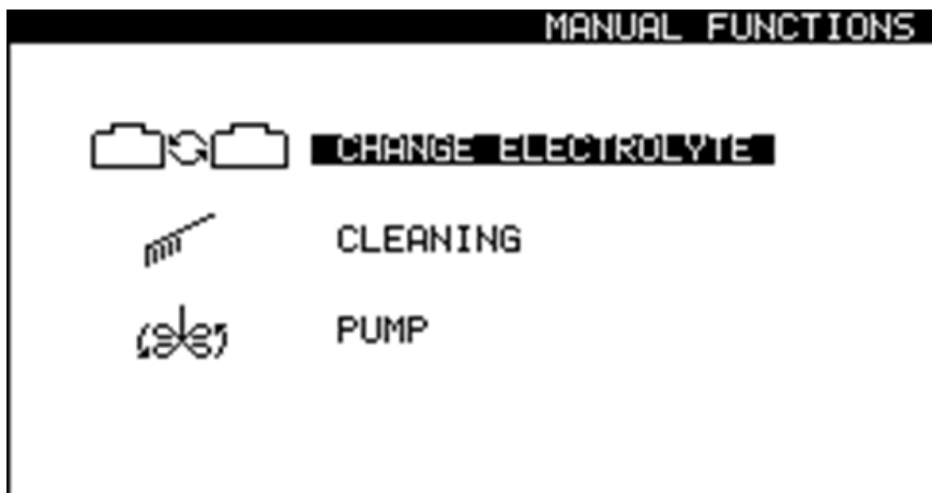 MANUAL FUNCTIONS
CHANGE ELECTROLYTE
CLEANING
PUMP